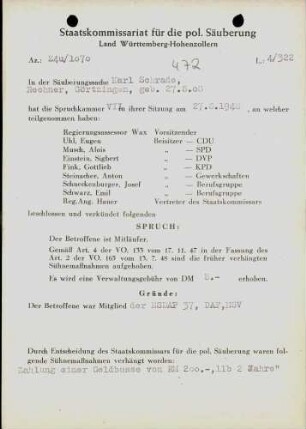 Staatskommissariat für die pol. Säuberung
Land Württemberg-Hohenzollern
Az.: 24u/1070
472
I. 4/322
In der Säuberungssache Karl Schrade,
Rechner, Gärtringen, geb. 27.8.00
hat die Spruchkammer VII in ihrer Sitzung am 27.8.1948, an welcher
teilgenommen haben:
Regierungsassessor Wax Vorsitzender
Uhl, Eugen Beisitzer — CDU
Musch, Alois „ — SPD
Einstein, Sigbert „ — DVP
Fink, Gottlieb „ — KPD
Steinacher, Anton „ — Gewerkschaften
Schneckenburger, Josef „ — Berufsgruppe
Schwarz, Emil „ — Berufsgruppe
Reg.Ang. Hauer Vertreter des Staatskommissars
beschlossen und verkündet folgenden
SPRUCH:
Der Betroffene ist Mitläufer.
Gemäß Art. 4 der VO. 133 vom 17. 11. 47 in der Fassung des
Art. 2 der VO. 165 vom 13. 7. 48 sind die früher verhängten
Sühnemaßnahmen aufgehoben.
Es wird eine Verwaltungsgebühr von DM 5.— erhoben.
Gründe:
Der Betroffene war Mitglied der NSDAP 37, DAF, NSV
Durch Entscheidung des Staatskommissars für die pol. Säuberung waren fol-
gende Sühnemaßnahmen verhängt worden:
Zahlung einer Geldbusse von RM 200.-, 11b 2 Jahre"